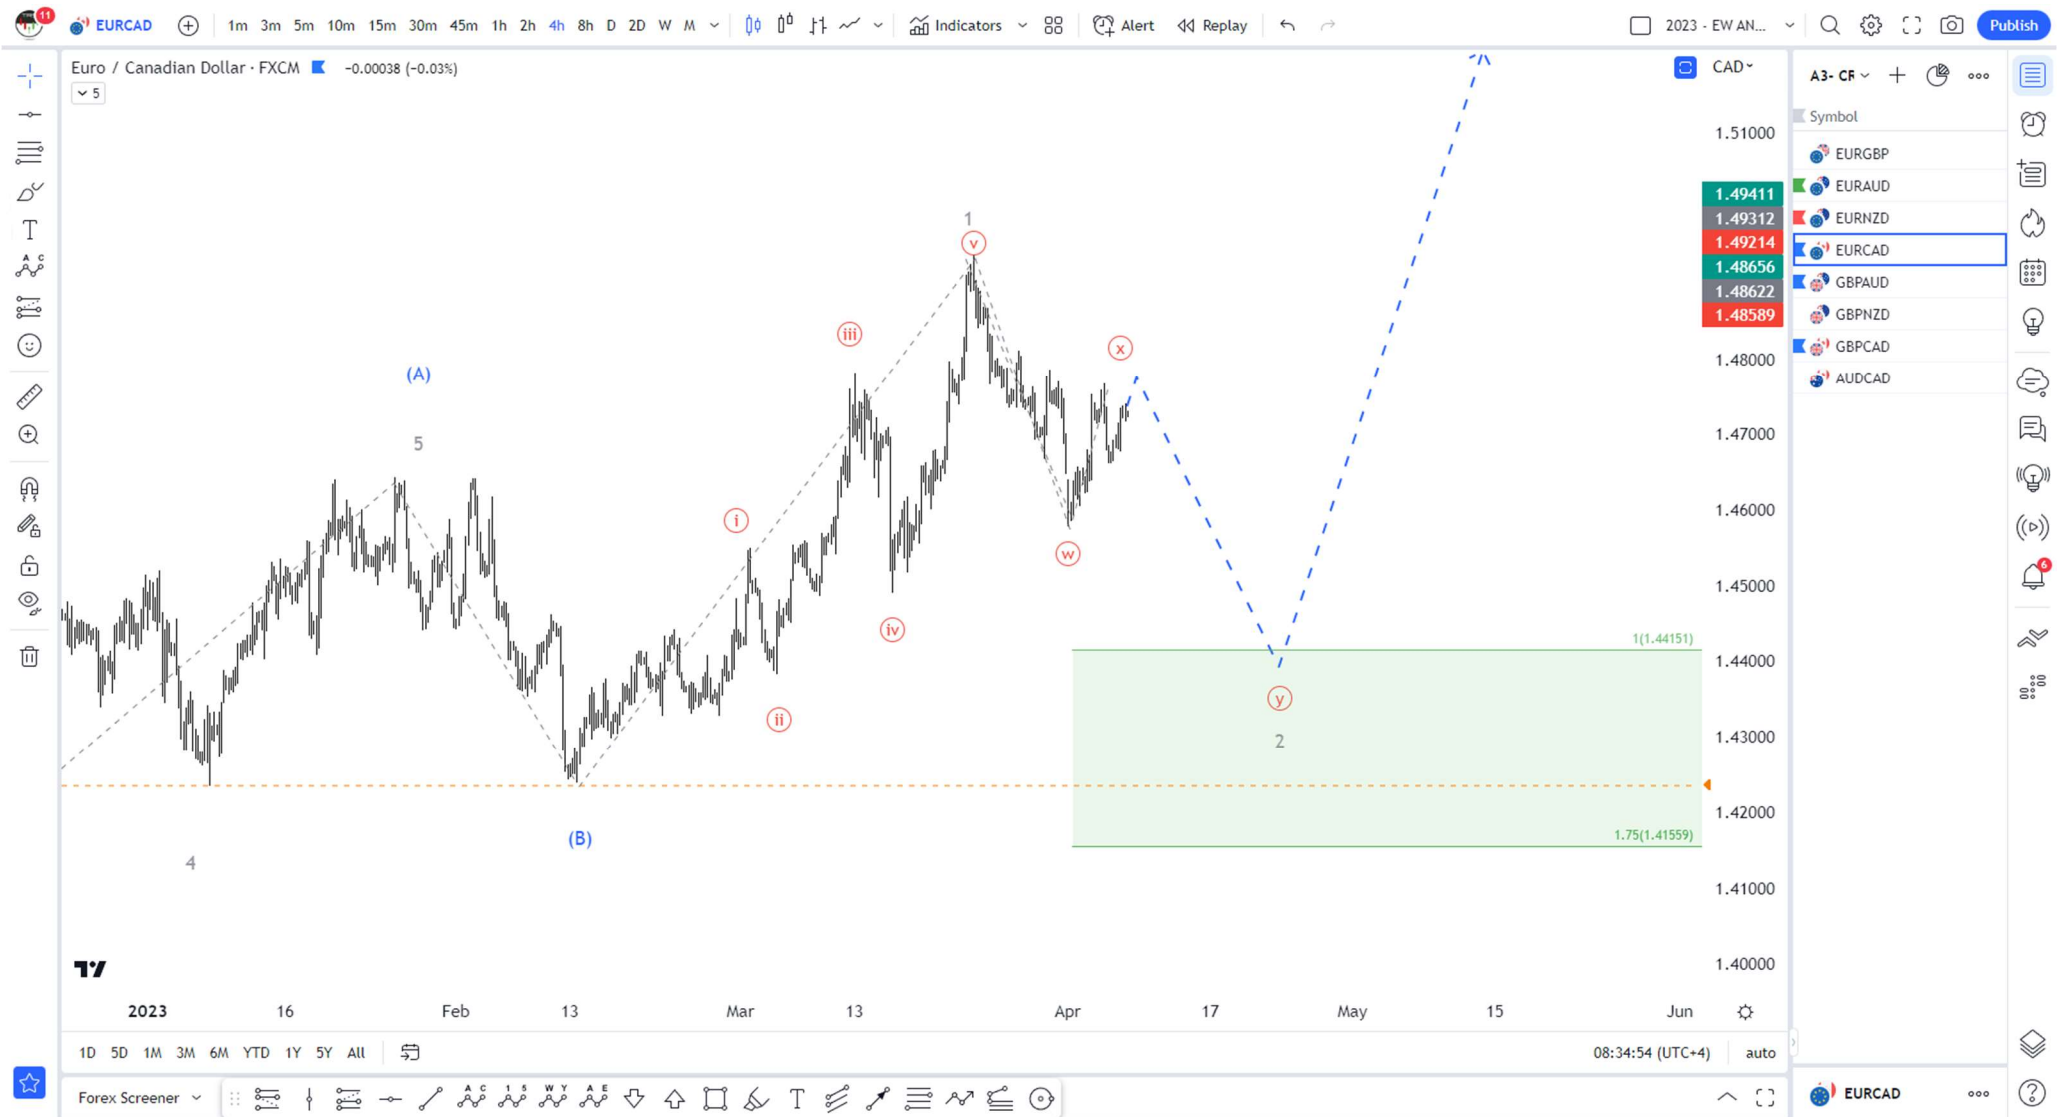 11
EURCAD
1m 3m 5m 10m 15m 30m 45m 1h 2h 4h 8h D 2D W M
Indicators
Alert
Replay
2023 - EW AN...
Publish
Euro / Canadian Dollar · FXCM
-0.00038 (-0.03%)
5
CAD
A3- CR
Symbol
EURGBP
EURAUD
EURNZD
EURCAD
GBPAUD
GBPNZD
GBPCAD
AUDCAD
1.51000
1.49411
1.49312
1.49214
1.48656
1.48622
1.48589
1.48000
1.47000
1.46000
1.45000
1.44000
1.43000
1.42000
1.41000
1.40000
1
v
iii
x
(A)
5
i
w
iv
ii
1(1.44151)
y
2
1.75(1.41559)
(B)
4
6
2023 16 Feb 13 Mar 13 Apr 17 May 15 Jun
1D 5D 1M 3M 6M YTD 1Y 5Y All
08:34:54 (UTC+4)
auto
Forex Screener
A C
1 5
W Y
A E
T
EURCAD